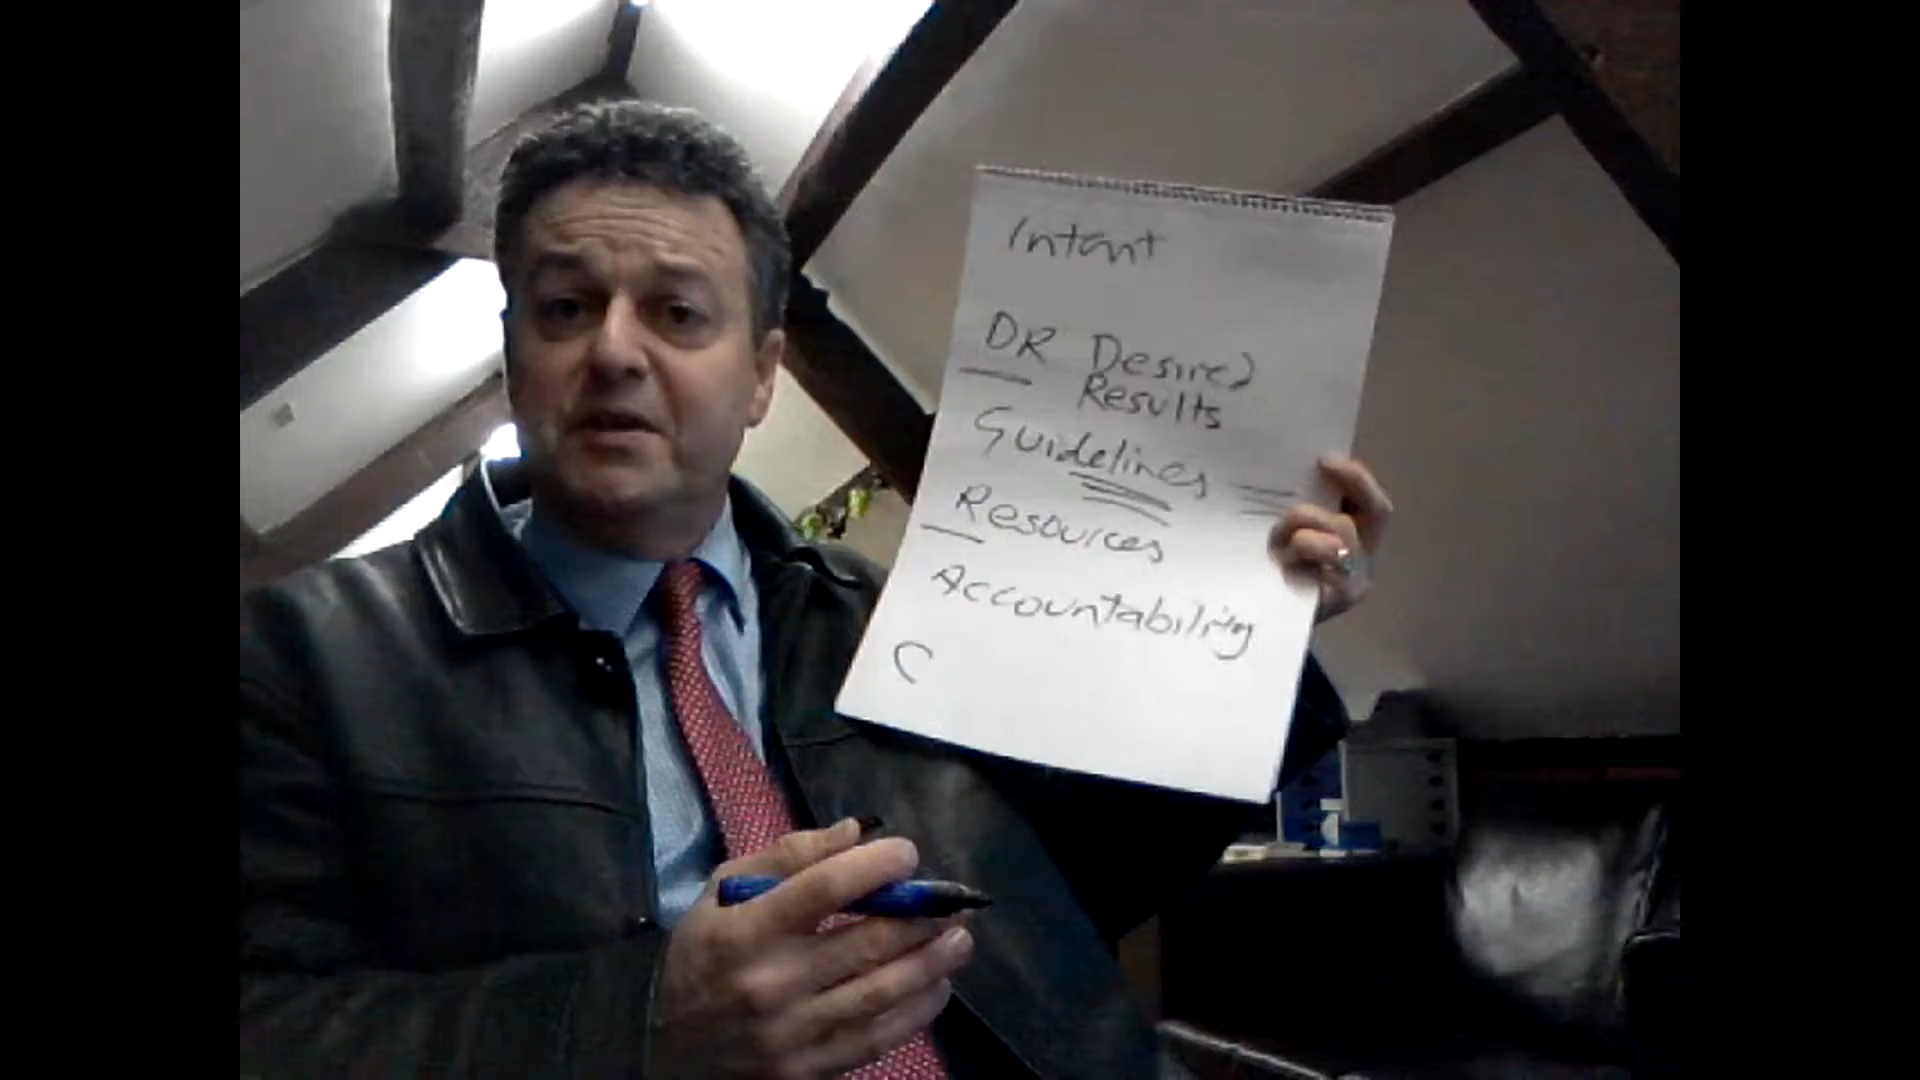 Intent
DR Desired
Results
Guidelines
Resources
Accountability
C